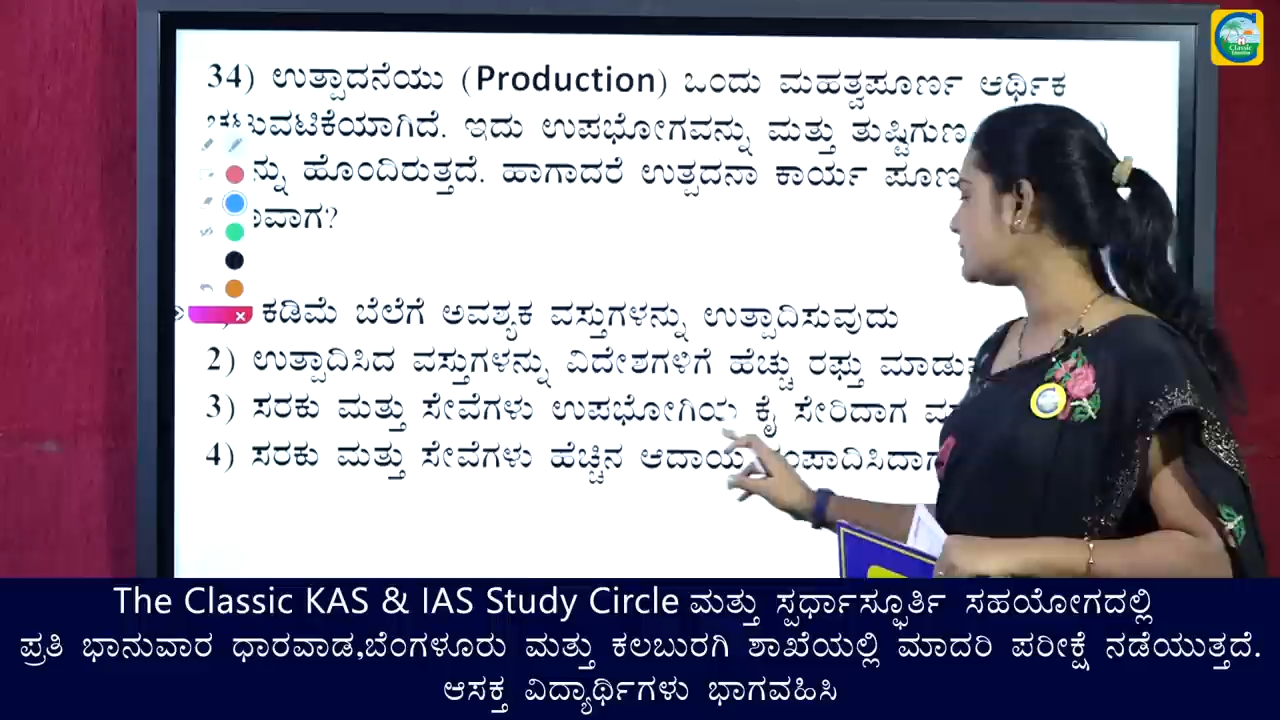 34) ಉತ್ಪಾದನೆಯು (Production) ಒಂದು ಮಹತ್ವಪೂರ್ಣ ಆರ್ಥಿಕ
ಇದು ಉಪಭೋಗವನ್ನು ಮತ್ತು ತುಷ್ಟಿಗುಣ
ಹೊಂದಿರುತ್ತದೆ. ಹಾಗಾದರೆ ಉತ್ಪದನಾ ಕಾರ್ಯ
ಕಡಿಮೆ ಬೆಲೆಗೆ ಅವಶ್ಯಕ ವಸ್ತುಗಳನ್ನು ಉತ್ಪಾದಿಸುವುದು
2) ಉತ್ಪಾದಿಸಿದ ವಸ್ತುಗಳನ್ನು ವಿದೇಶಗಳಿಗೆ ಹೆಚ್ಚು ರಫ್ತು
3) ಸರಕು ಮತ್ತು ಸೇವೆಗಳು ಉಪಭೋಗಿಯ ಕೈ ಸೇರಿದಾಗ
4) ಸರಕು ಮತ್ತು ಸೇವೆಗಳು ಹೆಚ್ಚಿನ ಆದಾಯ
Classic
The Classic KAS & IAS Study Circle ಮತ್ತು ಸ್ಪರ್ಧಾಸ್ಫೂರ್ತಿ ಸಹಯೋಗದಲ್ಲಿ
ಪ್ರತಿ ಭಾನುವಾರ ಧಾರವಾಡ,ಬೆಂಗಳೂರು ಮತ್ತು ಕಲಬುರಗಿ ಶಾಖೆಯಲ್ಲಿ ಮಾದರಿ ಪರೀಕ್ಷೆ ನಡೆಯುತ್ತದೆ.
ಆಸಕ್ತ ವಿದ್ಯಾರ್ಥಿಗಳು ಭಾಗವಹಿಸಿ